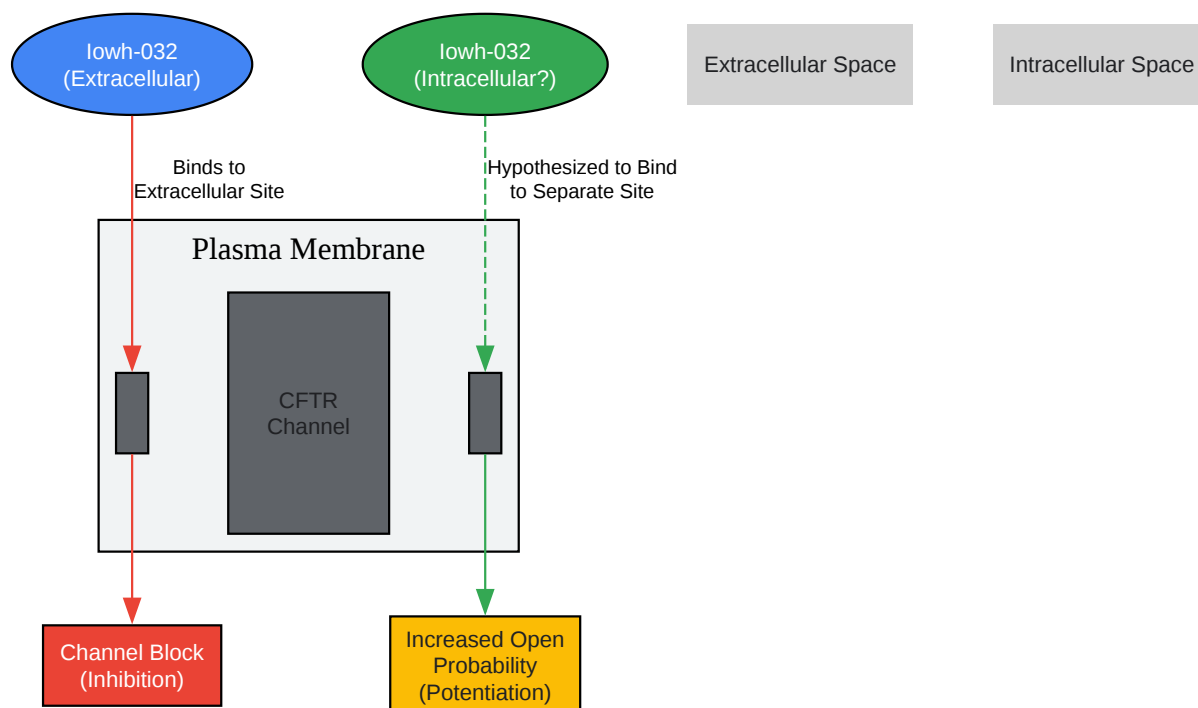 Iowh-032
(Extracellular)
Iowh-032
(Intracellular?)
Extracellular Space
Intracellular Space
Binds to
Extracellular Site
Hypothesized to Bind
to Separate Site
Plasma Membrane
CFTR
Channel
Channel Block
(Inhibition)
Increased Open
Probability
(Potentiation)